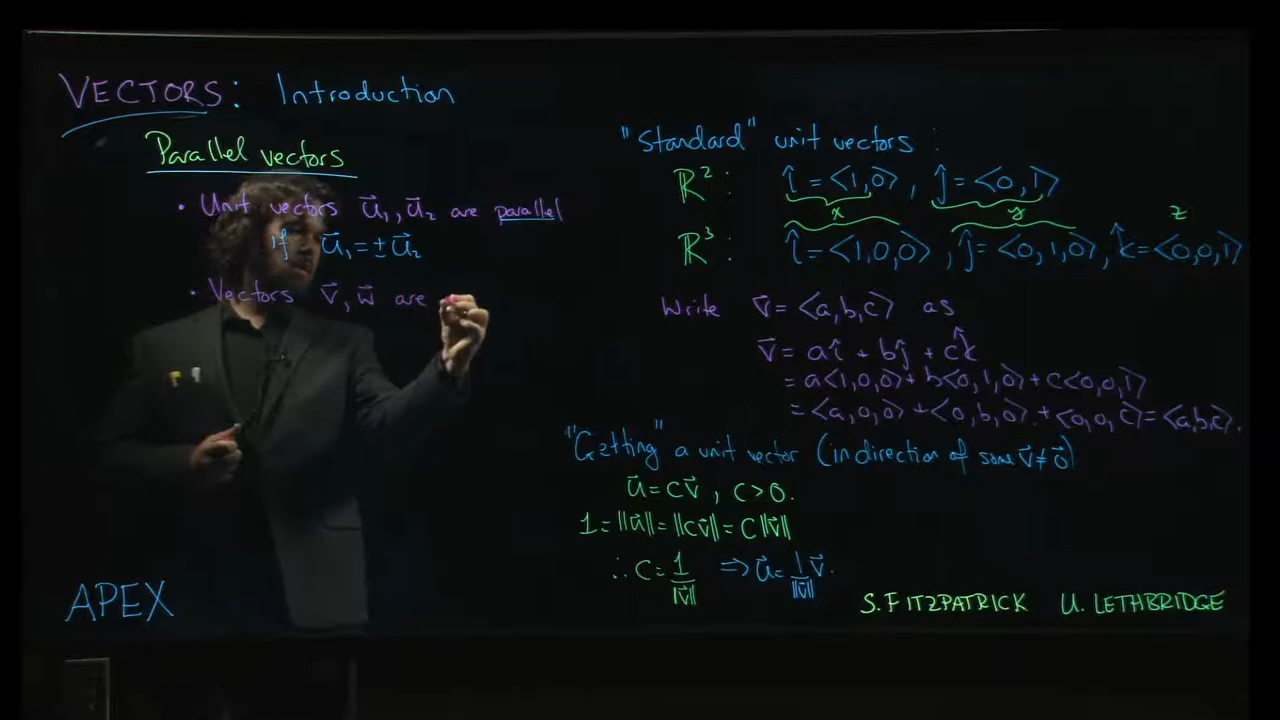 VECTORS: Introduction
Parallel vectors
• Unit vectors u⃗₁, u⃗₂ are parallel
if u⃗₁ = ± u⃗₂
• Vectors v⃗, w⃗ are
APEX
"Standard" unit vectors:
ℝ²: î = <1,0>, ĵ = <0,1>
x y z
ℝ³: î = <1,0,0>, ĵ = <0,1,0>, k̂ = <0,0,1>
Write v⃗ = <a,b,c> as
v⃗ = aî + bĵ + ck̂
= a<1,0,0> + b<0,1,0> + c<0,0,1>
= <a,0,0> + <0,b,0> + <0,0,c> = <a,b,c>.
"Getting" a unit vector (in direction of some v⃗ ≠ 0⃗)
u⃗ = cv⃗, c > 0.
1 = ||u⃗|| = ||cv⃗|| = c||v⃗||
∴ c = 1/||v⃗|| ⟹ u⃗ = 1/||v⃗|| v⃗.
S. FITZPATRICK U. LETHBRIDGE